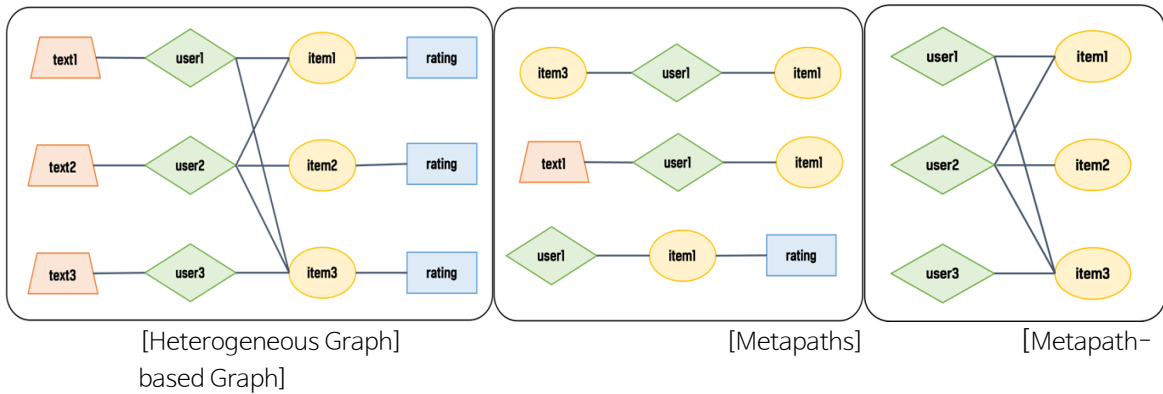 text1 user1 item1 rating
text2 user2 item2 rating
text3 user3 item3 rating
item3 user1 item1
text1 user1 item1
user1 item1 rating
user1 item1
user2 item2
user3 item3
[Heterogeneous Graph] [Metapaths] [Metapath-
based Graph]